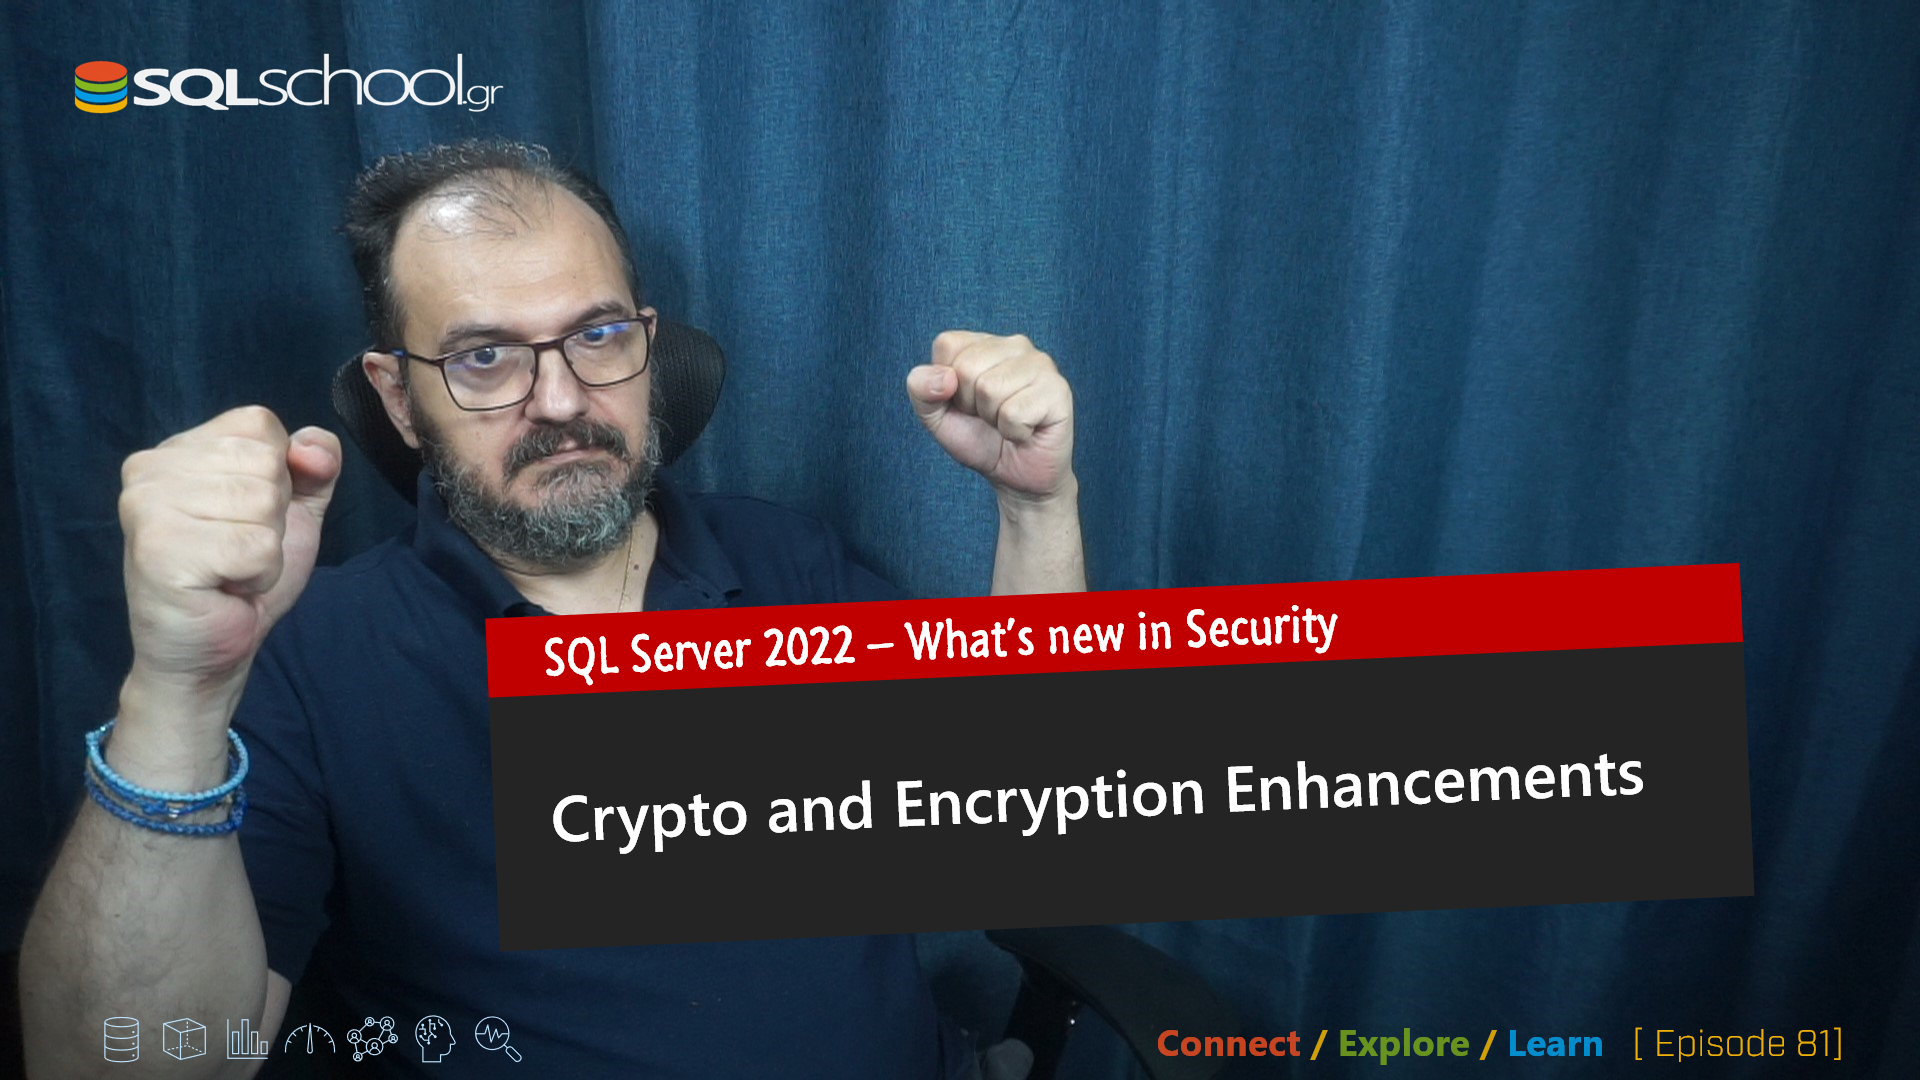 SQLschool.gr
SQL Server 2022 – What's new in Security
Crypto and Encryption Enhancements
Connect / Explore / Learn [ Episode 81]